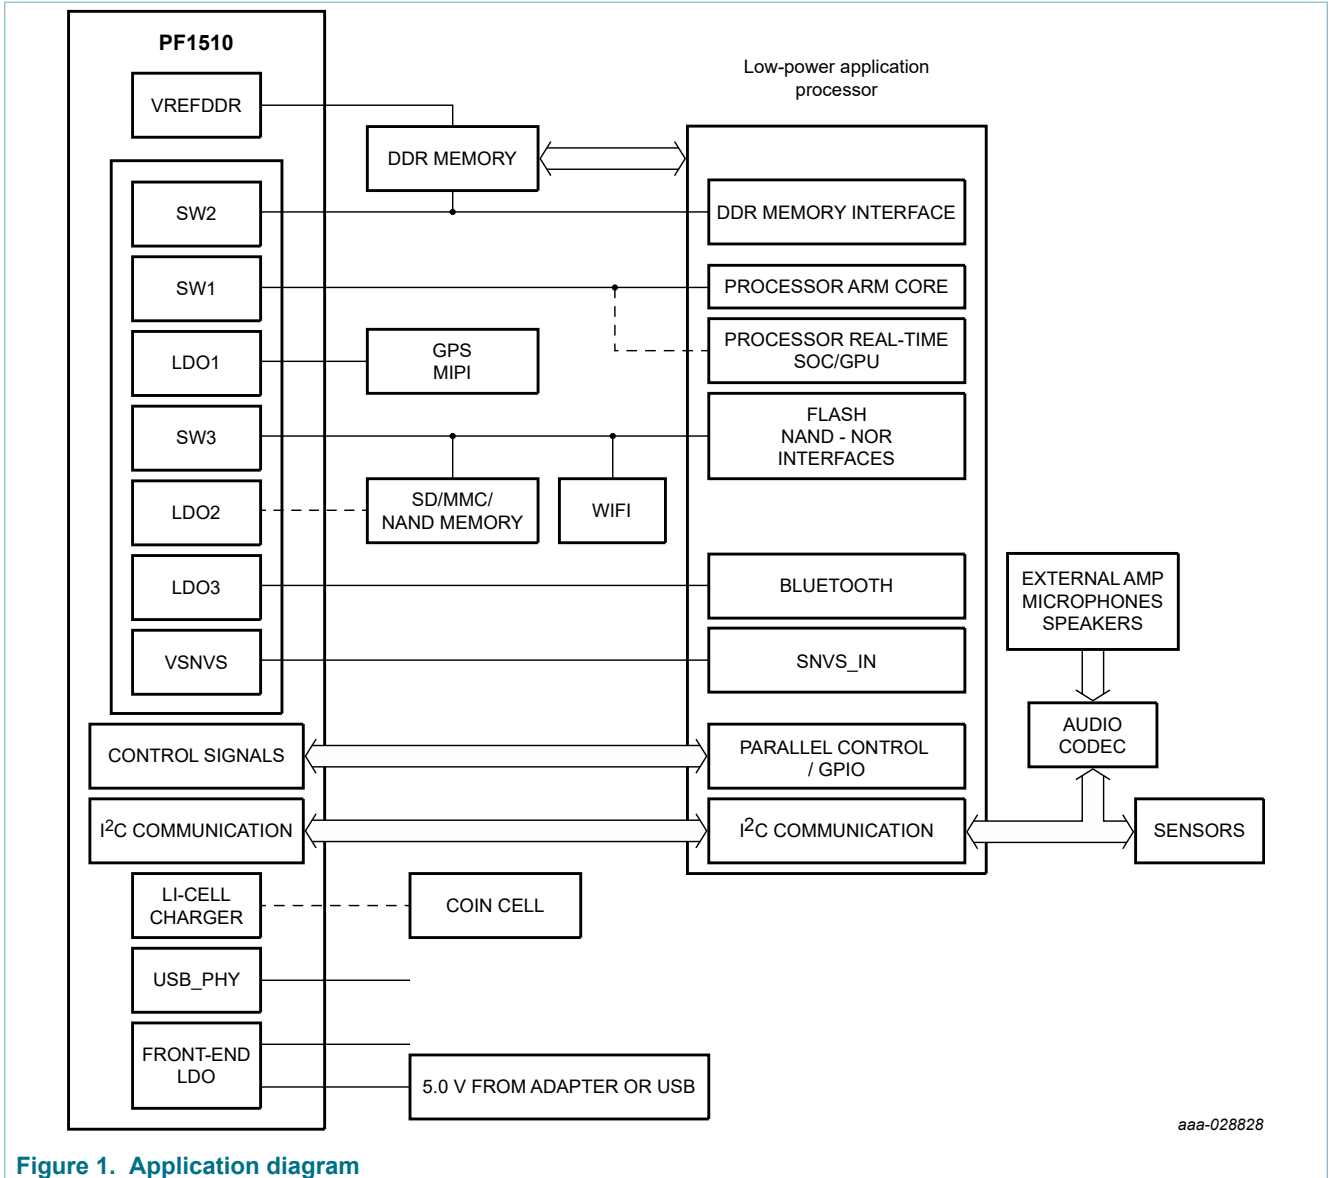 PF1510
Low-power application
processor
VREFDDR
DDR MEMORY
SW2
DDR MEMORY INTERFACE
SW1
PROCESSOR ARM CORE
PROCESSOR REAL-TIME
SOC/GPU
LDO1
GPS
MIPI
SW3
FLASH
NAND - NOR
INTERFACES
LDO2
SD/MMC/
NAND MEMORY
WIFI
LDO3
BLUETOOTH
EXTERNAL AMP
MICROPHONES
SPEAKERS
VSNVS
SNVS_IN
AUDIO
CODEC
CONTROL SIGNALS
PARALLEL CONTROL
/ GPIO
I²C COMMUNICATION
I²C COMMUNICATION
SENSORS
LI-CELL
CHARGER
COIN CELL
USB_PHY
FRONT-END
LDO
5.0 V FROM ADAPTER OR USB
aaa-028828
Figure 1. Application diagram